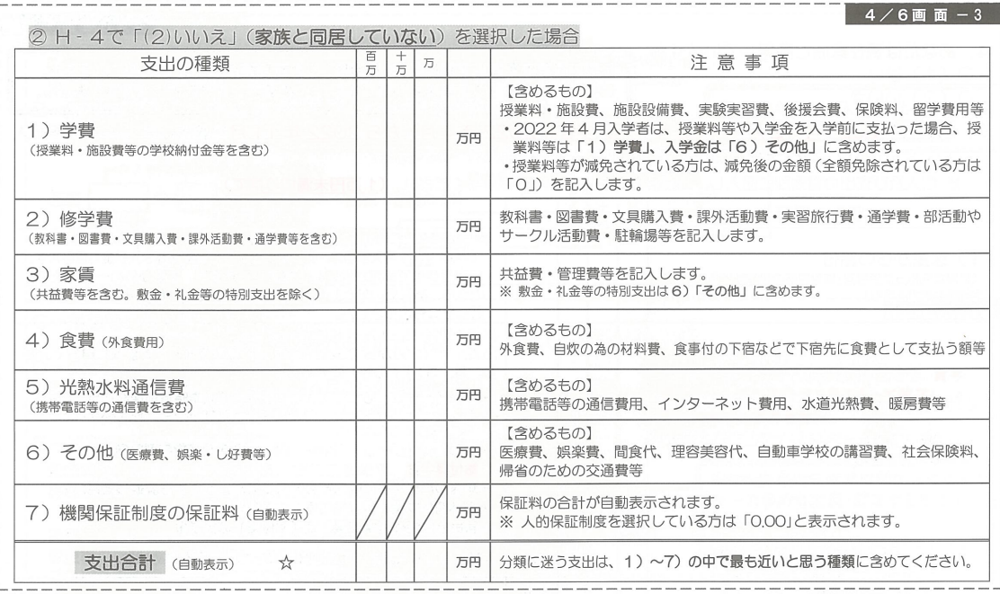 4／6画面－3
② H‐4で「(2)いいえ」（家族と同居していない）を選択した場合
支出の種類
百万
十万
万
注意事項
1）学費
（授業料・施設費等の学校納付金等を含む）
万円
【含めるもの】
授業料・施設費、施設設備費、実験実習費、後援会費、保険料、留学費用等
・2022年4月入学者は、授業料等や入学金を入学前に支払った場合、授
業料等は「1）学費」、入学金は「6）その他」に含めます。
・授業料等が減免されている方は、減免後の金額（全額免除されている方は
「0」）を記入します。
2）修学費
（教科書・図書費・文具購入費・課外活動費・通学費等を含む）
万円
教科書・図書費・文具購入費・課外活動費・実習旅行費・通学費・部活動や
サークル活動費・駐輪場等を記入します。
3）家賃
（共益費等を含む。敷金・礼金等の特別支出を除く）
万円
共益費・管理費等を記入します。
※ 敷金・礼金等の特別支出は6）「その他」に含めます。
4）食費（外食費用）
万円
【含めるもの】
外食費、自炊の為の材料費、食事付の下宿などで下宿先に食費として支払う額等
5）光熱水料通信費
（携帯電話等の通信費を含む）
万円
【含めるもの】
携帯電話等の通信費用、インターネット費用、水道光熱費、暖房費等
6）その他（医療費、娯楽・し好費等）
万円
【含めるもの】
医療費、娯楽費、間食代、理容美容代、自動車学校の講習費、社会保険料、
帰省のための交通費等
7）機関保証制度の保証料（自動表示）
万円
保証料の合計が自動表示されます。
※ 人的保証制度を選択している方は「0.00」と表示されます。
支出合計（自動表示） ☆
万円
分類に迷う支出は、1）～7）の中で最も近いと思う種類に含めてください。